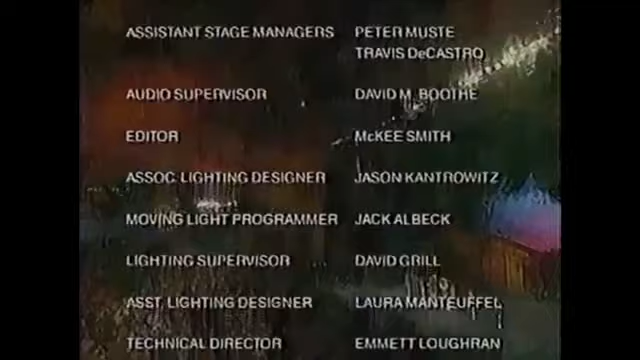 ASSISTANT STAGE MANAGERS PETER MUSTE
TRAVIS DeCASTRO
AUDIO SUPERVISOR DAVID M. BOOTHE
EDITOR McKEE SMITH
ASSOC. LIGHTING DESIGNER JASON KANTROWITZ
MOVING LIGHT PROGRAMMER JACK ALBECK
LIGHTING SUPERVISOR DAVID GRILL
ASST. LIGHTING DESIGNER LAURA MANTEUFFEL
TECHNICAL DIRECTOR EMMETT LOUGHRAN